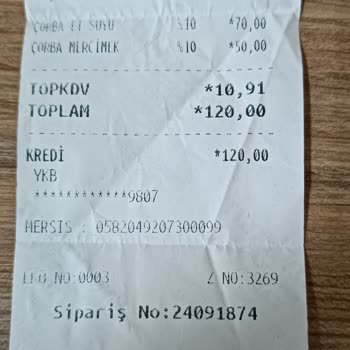 ÇORBA ET SUYU %10 *70,00
ÇORBA MERCİMEK %10 *50,00
TOPKDV *10,91
TOPLAM *120,00
KREDİ *120,00
YKB
************9807
MERSIS : 0582049207300099
EKÜ NO:0003 Z NO:3269
Sipariş No:24091874